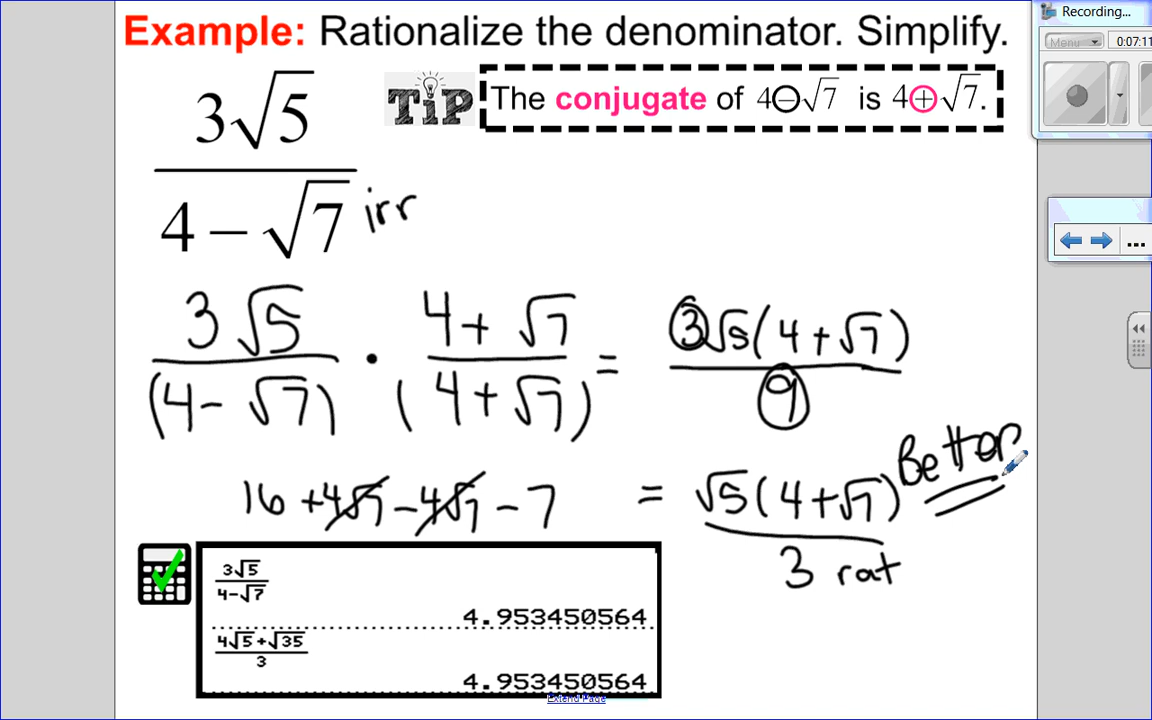 Example: Rationalize the denominator. Simplify.
Recording...
Menu
0:07:11
TiP
The conjugate of 4−√7 is 4+√7.
3√5
4 − √7
irr
3√5 · 4 + √7 = 3√5(4 + √7)
(4 − √7) (4 + √7) 9
16 + 4√7 − 4√7 − 7
= √5(4 + √7)
3 rat
Better
3√5
4−√7
4.953450564
4√5+√35
3
4.953450564
Extend Page
...